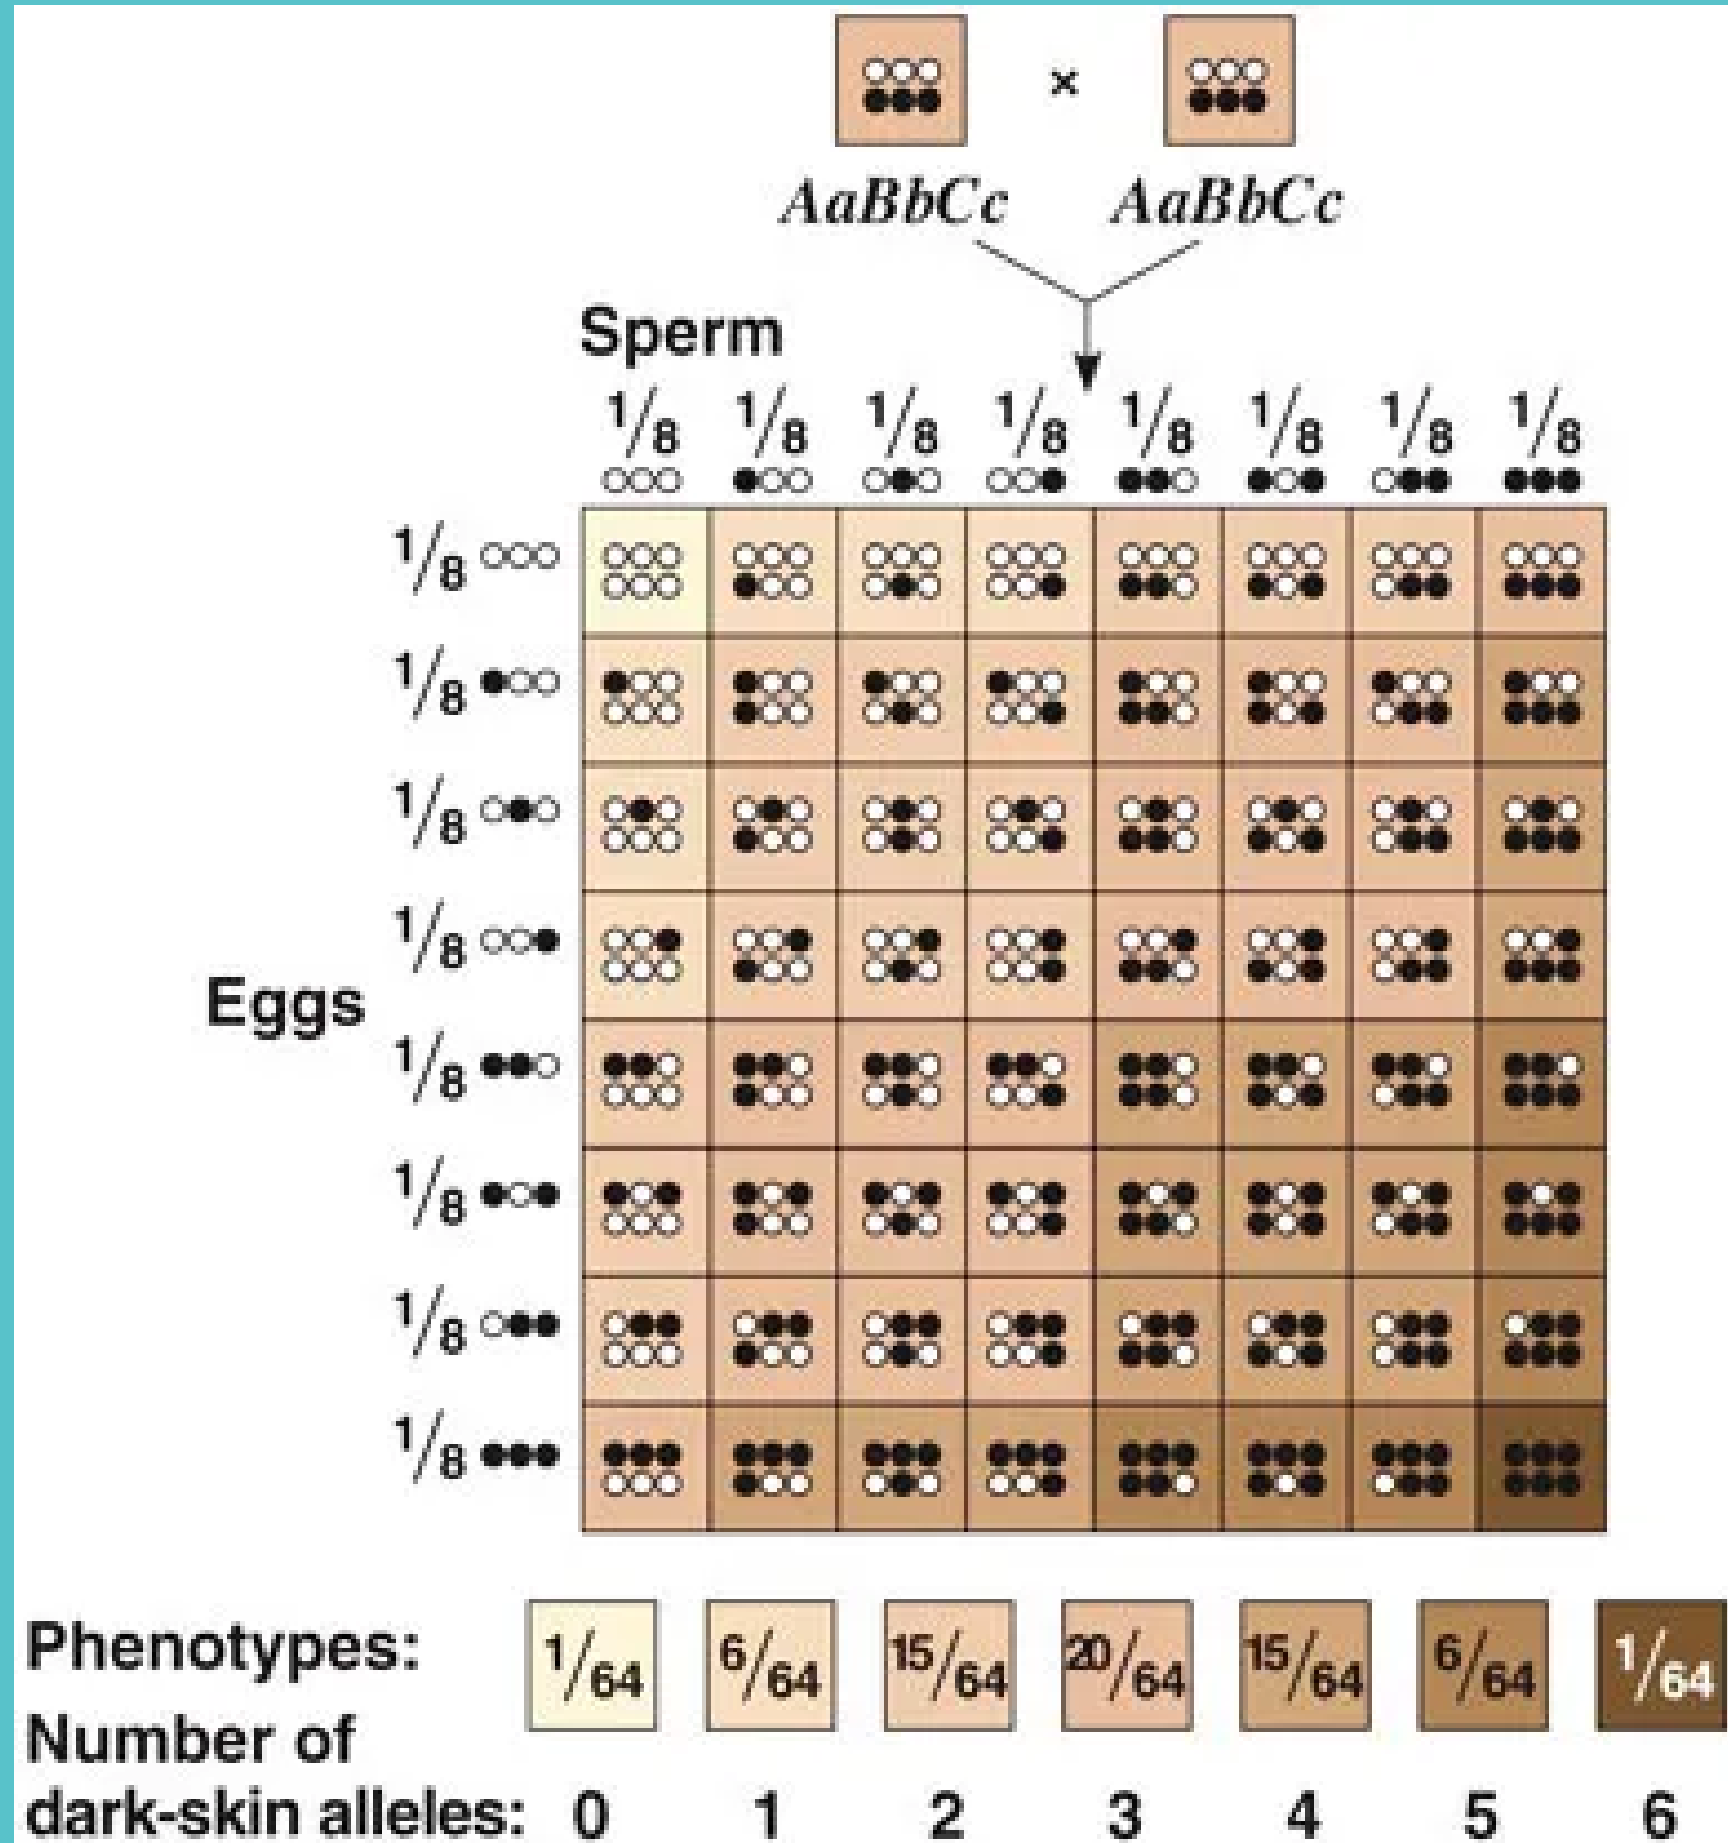 ×
AaBbCc AaBbCc
Sperm
1/8 1/8 1/8 1/8 1/8 1/8 1/8 1/8
1/8
1/8
1/8
1/8
Eggs
1/8
1/8
1/8
1/8
Phenotypes: 1/64 6/64 15/64 20/64 15/64 6/64 1/64
Number of
dark-skin alleles: 0 1 2 3 4 5 6